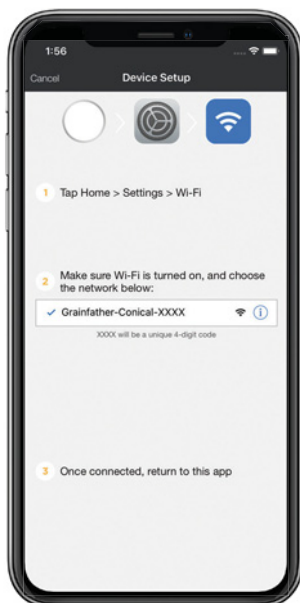 1:56
Cancel
Device Setup
1 Tap Home > Settings > Wi-Fi
2 Make sure Wi-Fi is turned on, and choose
the network below:
Grainfather-Conical-XXXX
XXXX will be a unique 4-digit code
3 Once connected, return to this app